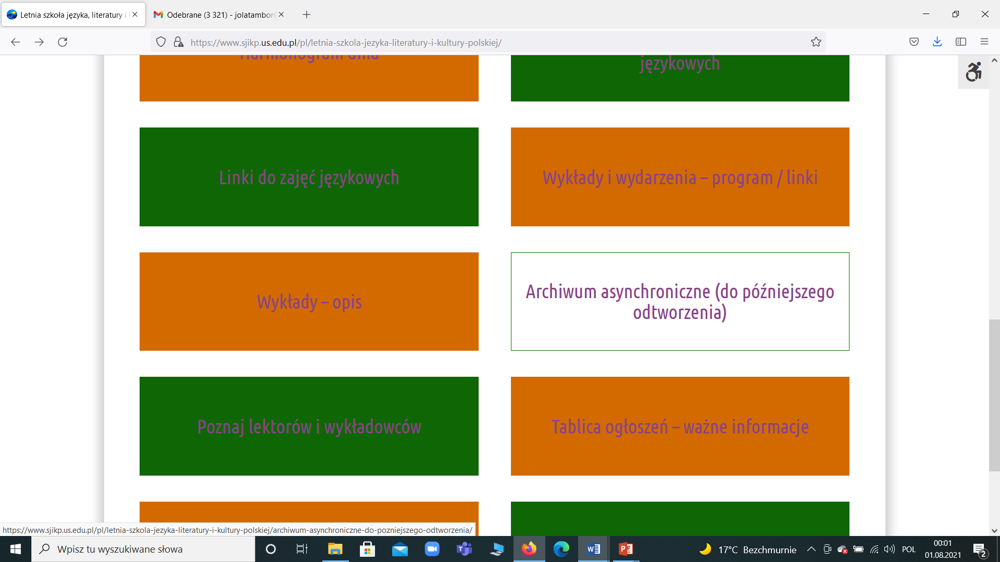 Letnia szkoła języka, literatury i
Odebrane (3 321) - jolatambor
https://www.sjikp.us.edu.pl/pl/letnia-szkola-jezyka-literatury-i-kultury-polskiej/
Harmonogram dnia
językowych
Linki do zajęć językowych
Wykłady i wydarzenia – program / linki
Wykłady – opis
Archiwum asynchroniczne (do późniejszego
odtworzenia)
Poznaj lektorów i wykładowców
Tablica ogłoszeń – ważne informacje
https://www.sjikp.us.edu.pl/pl/letnia-szkola-jezyka-literatury-i-kultury-polskiej/archiwum-asynchroniczne-do-pozniejszego-odtworzenia/
Wpisz tu wyszukiwane słowa
17°C Bezchmurnie
POL
00:01
01.08.2021
2